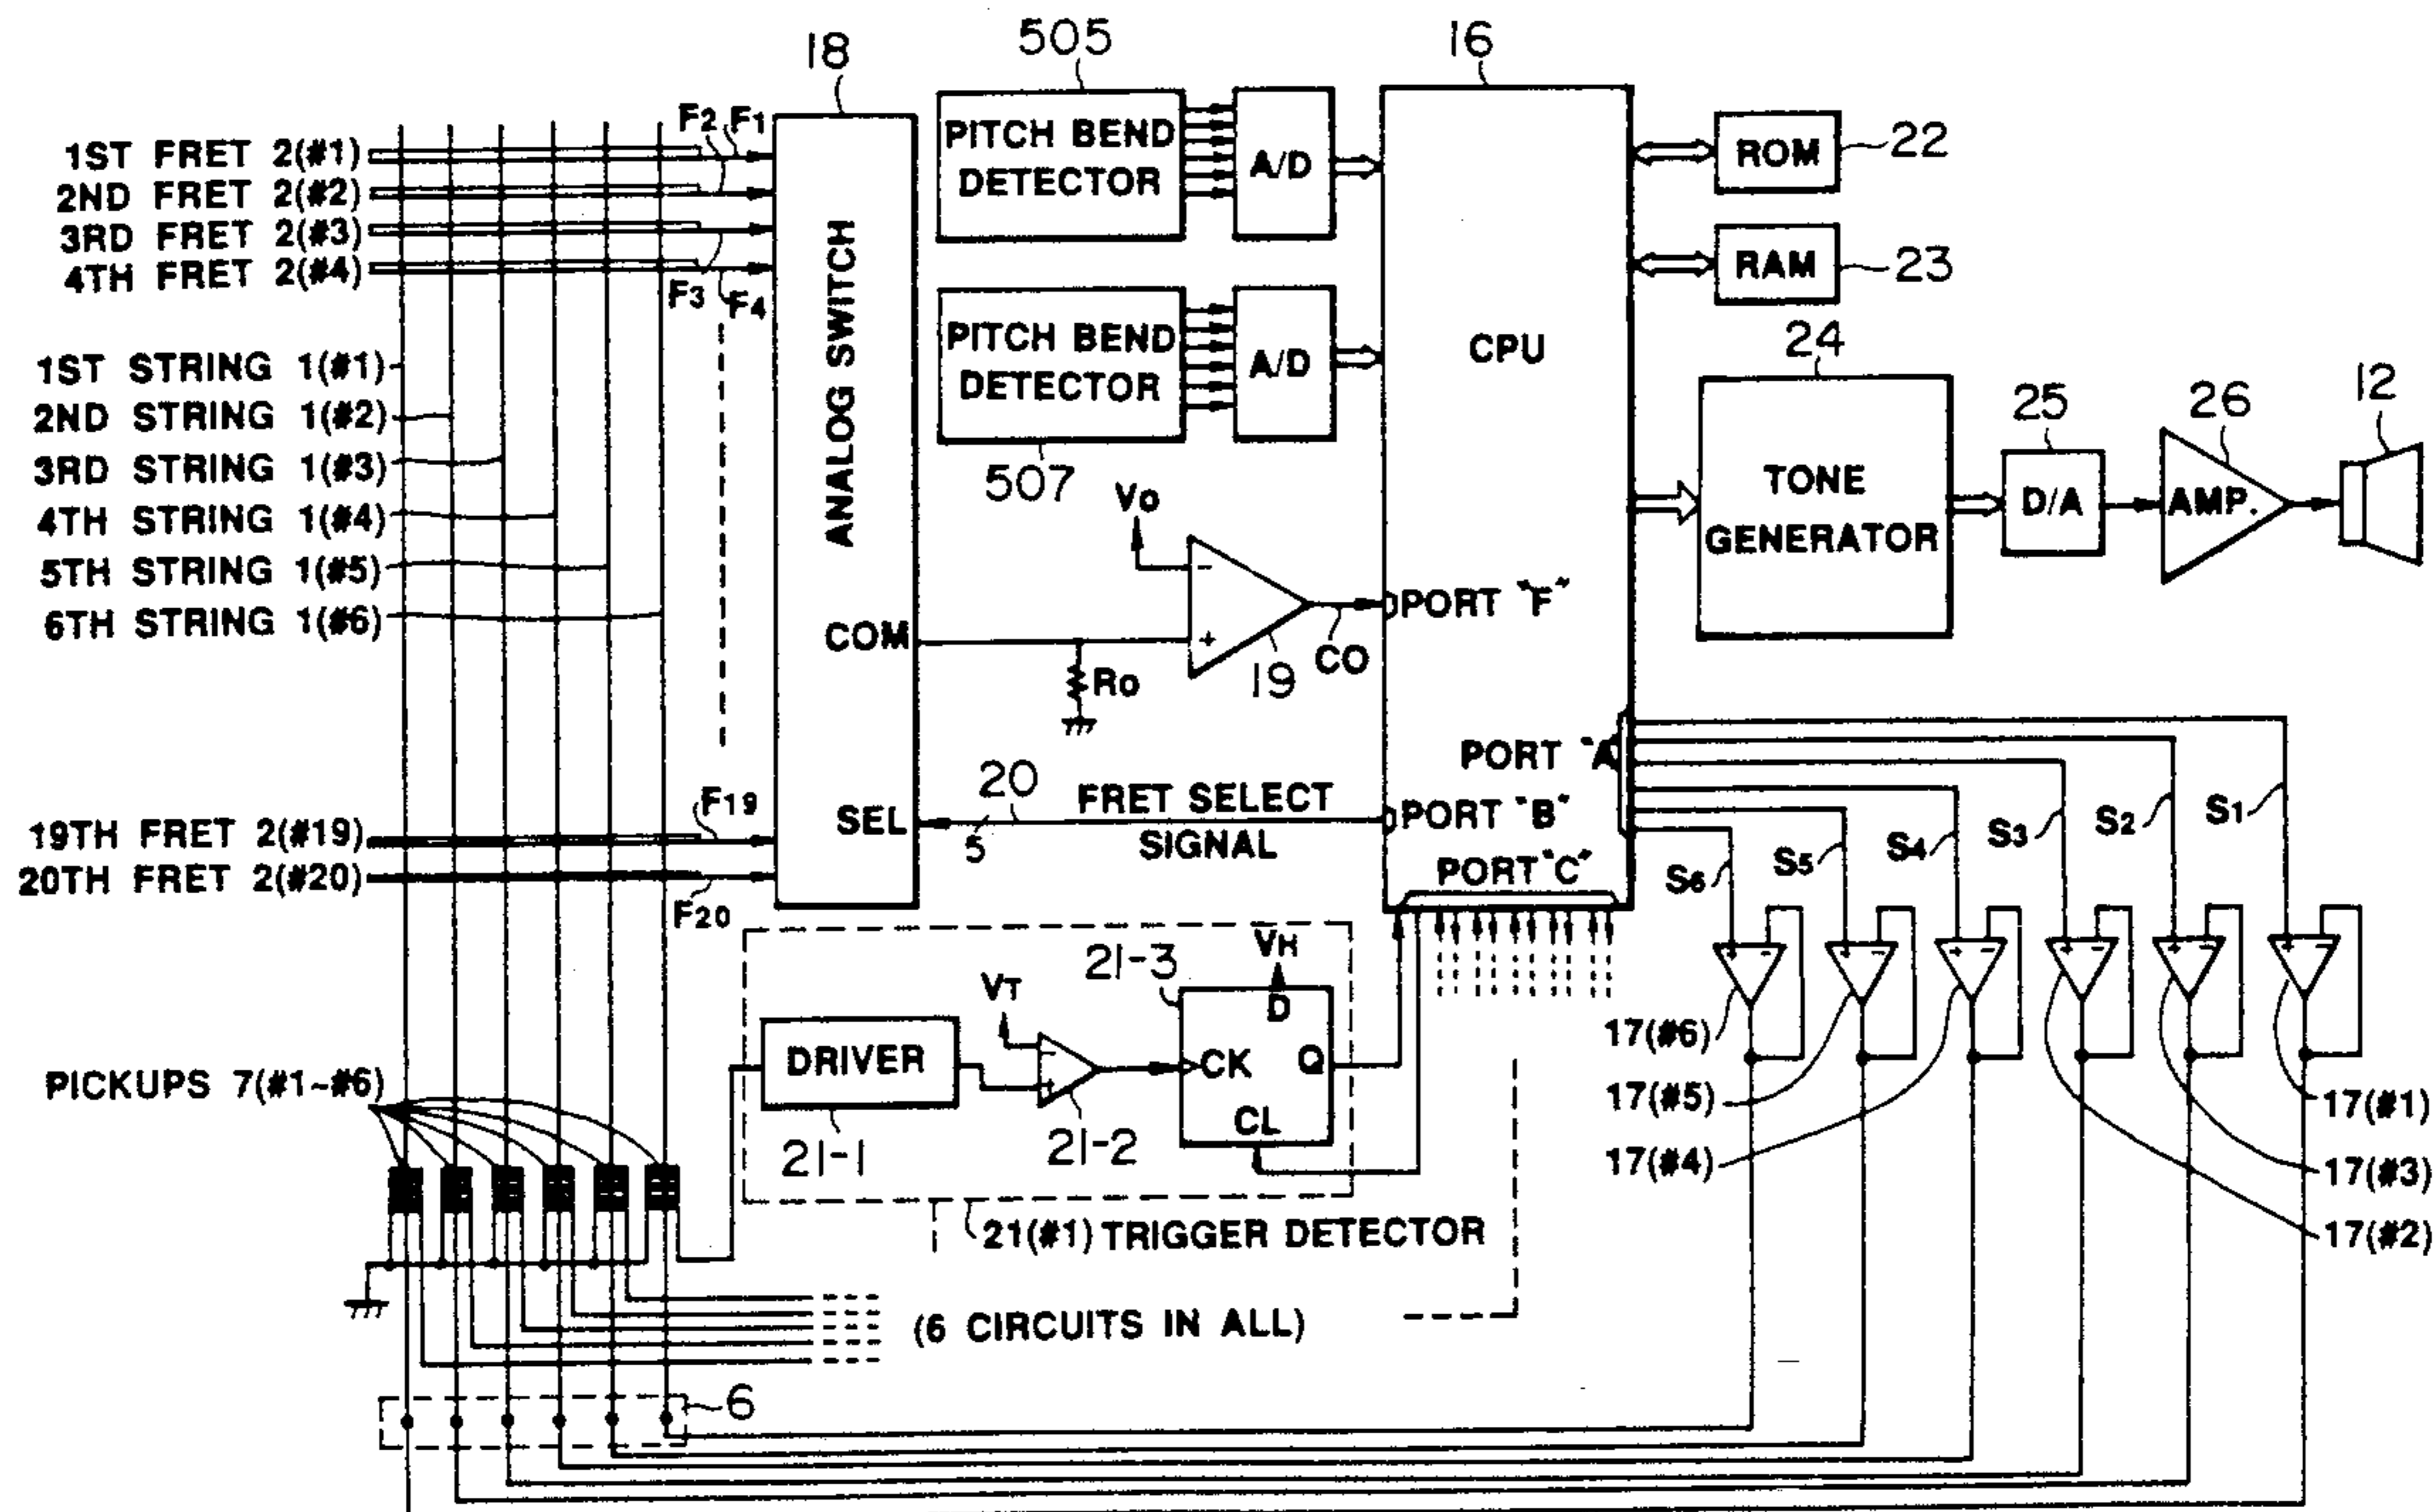 505
16
18
F2 F1
1ST FRET 2(#1)
2ND FRET 2(#2)
3RD FRET 2(#3)
4TH FRET 2(#4)
F3 F4
PITCH BEND
DETECTOR
A/D
ROM
22
RAM
23
PITCH BEND
DETECTOR
A/D
507
ANALOG SWITCH
CPU
24
TONE
GENERATOR
25
D/A
26
AMP.
12
1ST STRING 1(#1)
2ND STRING 1(#2)
3RD STRING 1(#3)
4TH STRING 1(#4)
5TH STRING 1(#5)
6TH STRING 1(#6)
Vo
-
+
19
CO
PORT "F"
COM
Ro
PORT "A
SEL
5
20
FRET SELECT
SIGNAL
PORT "B"
PORT "C"
F19
19TH FRET 2(#19)
20TH FRET 2(#20)
F20
S6
S5
S4
S3
S2
S1
+ -
+ -
+ -
+ -
+ -
+ -
17(#6)
17(#5)
17(#4)
17(#1)
17(#3)
17(#2)
21-3
VH
VT
D
DRIVER
-
+
CK
Q
CL
21-1
21-2
PICKUPS 7(#1~#6)
21(#1) TRIGGER DETECTOR
(6 CIRCUITS IN ALL)
6